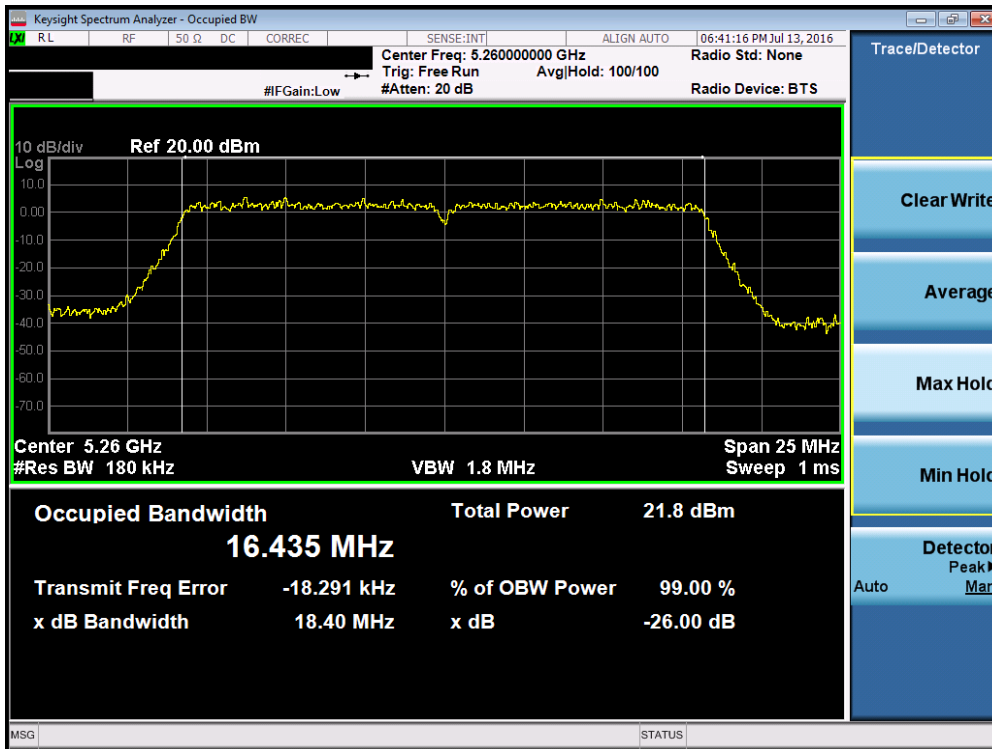 Keysight Spectrum Analyzer - Occupied BW
LXI RL RF 50 Ω DC CORREC SENSE:INT ALIGN AUTO 06:41:16 PM Jul 13, 2016
Center Freq: 5.260000000 GHz Radio Std: None
Trig: Free Run Avg|Hold: 100/100
#IFGain:Low #Atten: 20 dB Radio Device: BTS
10 dB/div Ref 20.00 dBm
Log
10.0
0.00
-10.0
-20.0
-30.0
-40.0
-50.0
-60.0
-70.0
Center 5.26 GHz Span 25 MHz
#Res BW 180 kHz VBW 1.8 MHz Sweep 1 ms
Occupied Bandwidth Total Power 21.8 dBm
16.435 MHz
Transmit Freq Error -18.291 kHz % of OBW Power 99.00 %
x dB Bandwidth 18.40 MHz x dB -26.00 dB
MSG STATUS
Trace/Detector
Clear Write
Average
Max Hold
Min Hold
Detector
Peak
Auto Man